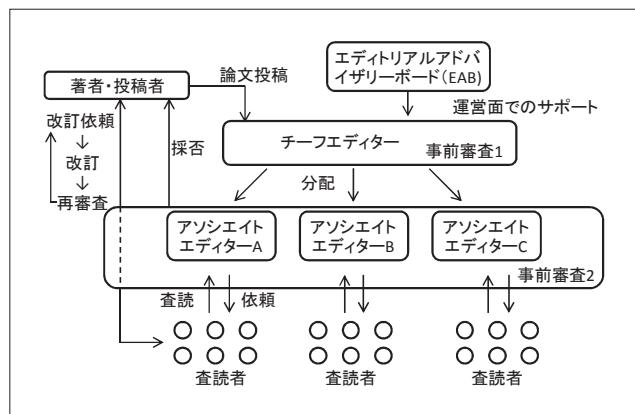 エディトリアルアドバ
イザリーボード(EAB)
著者・投稿者
論文投稿
運営面でのサポート
改訂依頼
改訂
再審査
採否
チーフエディター
事前審査1
分配
アソシエイト
エディターA
アソシエイト
エディターB
アソシエイト
エディターC
事前審査2
査読
依頼
査読者
査読者
査読者